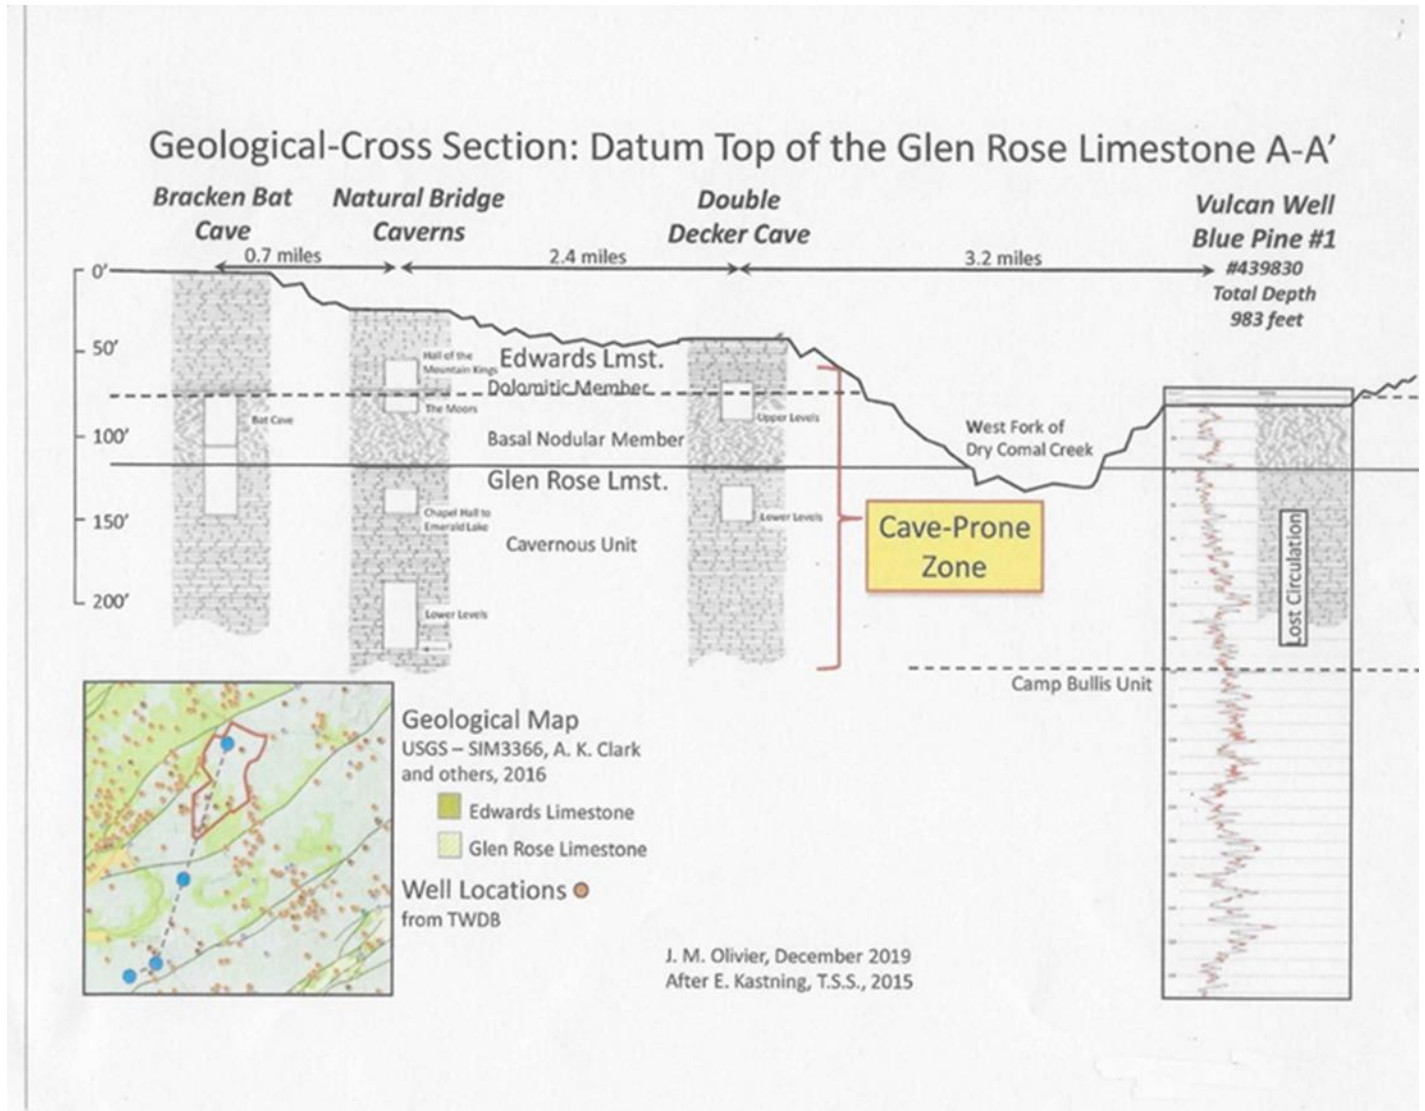 Geological-Cross Section: Datum Top of the Glen Rose Limestone A-A’
Bracken Bat
Cave
Natural Bridge
Caverns
Double
Decker Cave
Vulcan Well
Blue Pine #1
#439830
Total Depth
983 feet
0.7 miles
2.4 miles
3.2 miles
0’
50’
100’
150’
200’
Hall of the
Mountain Kings
Edwards Lmst.
Dolomitic Member
The Moors
Bat Cave
Upper Levels
Basal Nodular Member
West Fork of
Dry Comal Creek
Glen Rose Lmst.
Chapel Hall to
Emerald Lake
Lower Levels
Cavernous Unit
Cave-Prone
Zone
Lost Circulation
Lower Levels
Camp Bullis Unit
Geological Map
USGS – SIM3366, A. K. Clark
and others, 2016
Edwards Limestone
Glen Rose Limestone
Well Locations
from TWDB
J. M. Olivier, December 2019
After E. Kastning, T.S.S., 2015